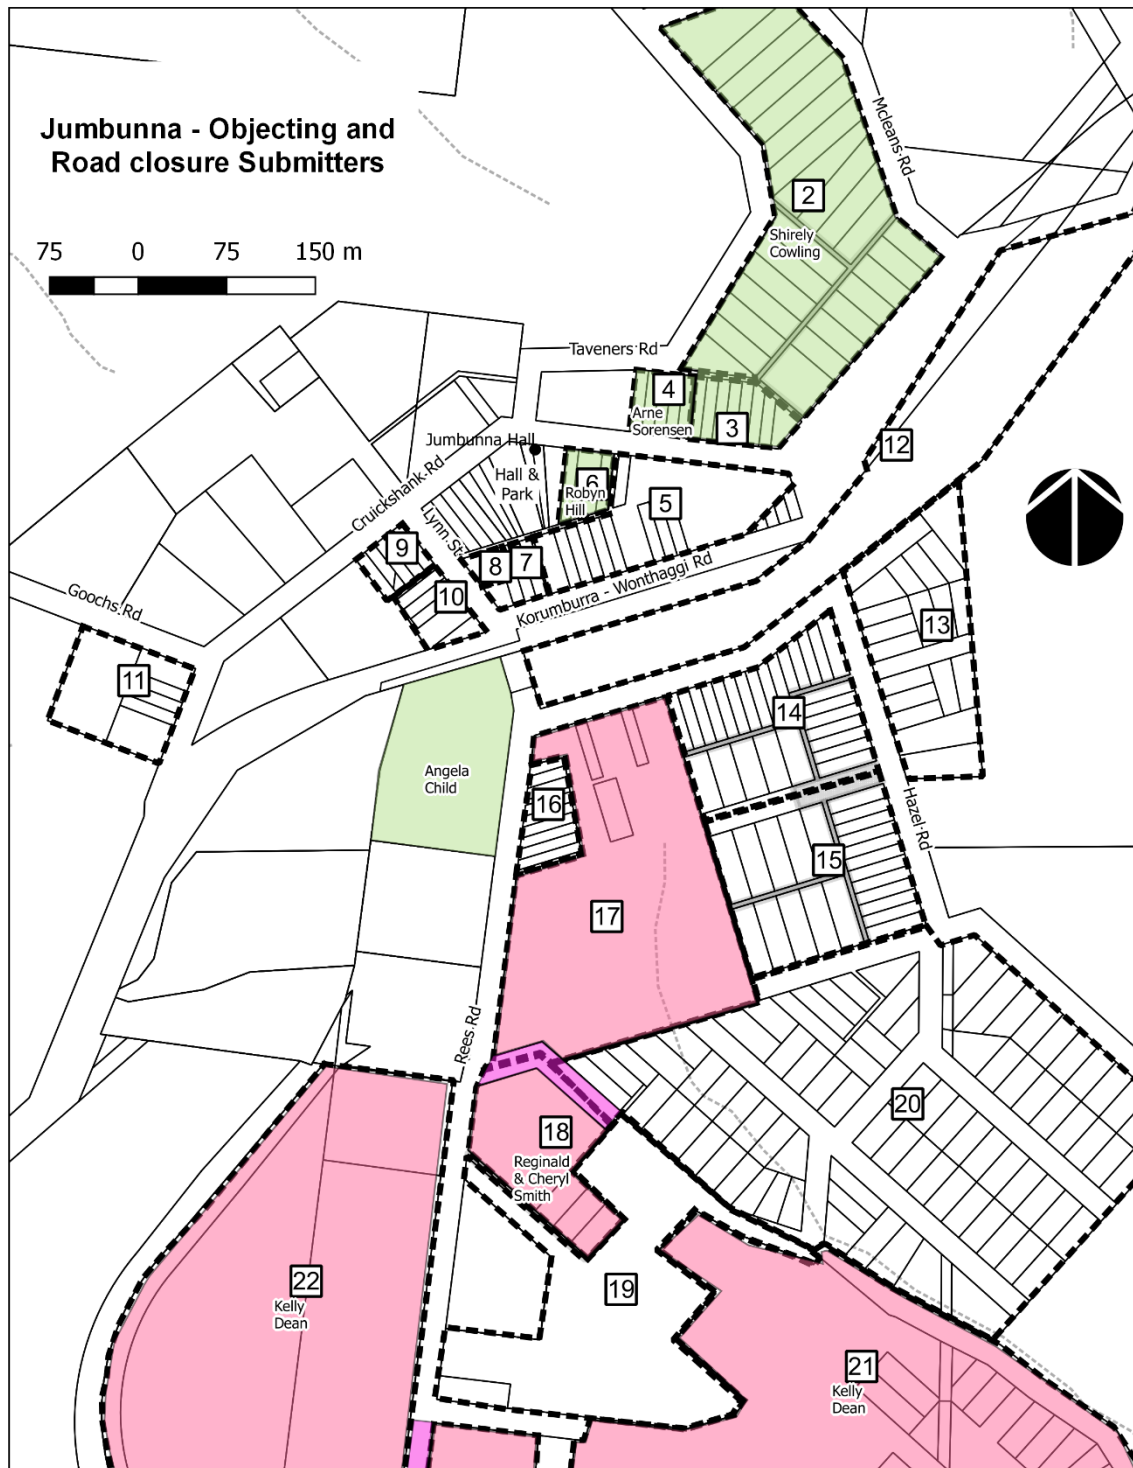 Jumbunna - Objecting and
Road closure Submitters
75 0 75 150 m
Mcleans Rd
2
Shirely
Cowling
Taveners Rd
4
Arne
Sorensen
3
12
Jumbunna Hall
Hall &
Park
6
Robyn
Hill
5
Cruickshank Rd
Lynn St
9
8
7
10
Korumburra - Wonthaggi Rd
Goochs Rd
11
13
14
Angela
Child
16
Hazel Rd
15
17
Rees Rd
20
18
Reginald
& Cheryl
Smith
22
Kelly
Dean
19
21
Kelly
Dean